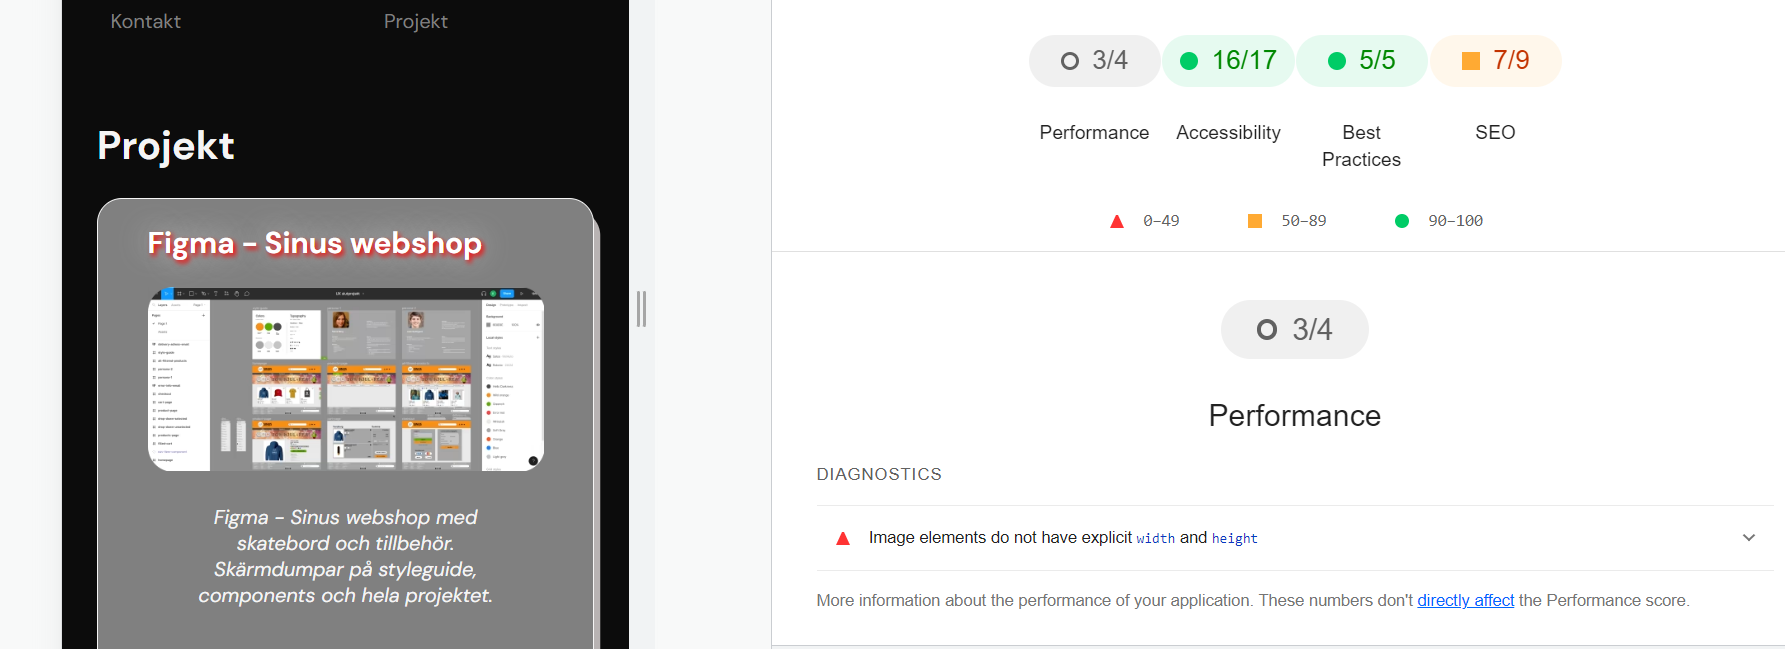 Kontakt
Projekt
Projekt
Figma - Sinus webshop
Figma - Sinus webshop med
skatebord och tillbehör.
Skärmdumpar på styleguide,
components och hela projektet.
3/4
16/17
5/5
7/9
Performance
Accessibility
Best
Practices
SEO
0–49
50–89
90–100
3/4
Performance
DIAGNOSTICS
Image elements do not have explicit width and height
More information about the performance of your application. These numbers don't directly affect the Performance score.